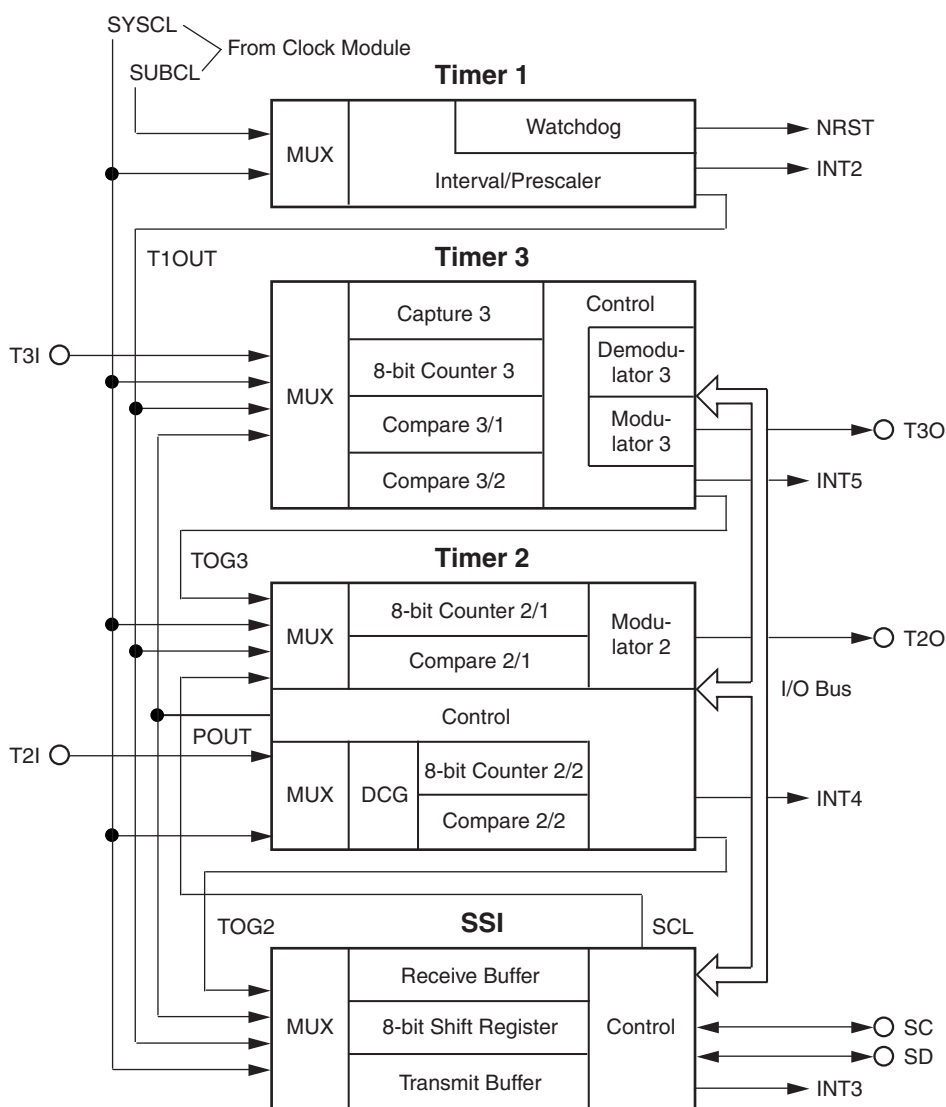 SYSCL
From Clock Module
SUBCL
Timer 1
Watchdog
NRST
MUX
INT2
Interval/Prescaler
T1OUT
Timer 3
Control
Capture 3
T3I
Demodu-
lator 3
8-bit Counter 3
MUX
Compare 3/1
Modu-
lator 3
T3O
Compare 3/2
INT5
TOG3
Timer 2
8-bit Counter 2/1
MUX
Modu-
lator 2
T2O
Compare 2/1
I/O Bus
Control
POUT
T2I
8-bit Counter 2/2
MUX
DCG
INT4
Compare 2/2
TOG2
SSI
SCL
Receive Buffer
MUX
8-bit Shift Register
Control
SC
SD
Transmit Buffer
INT3